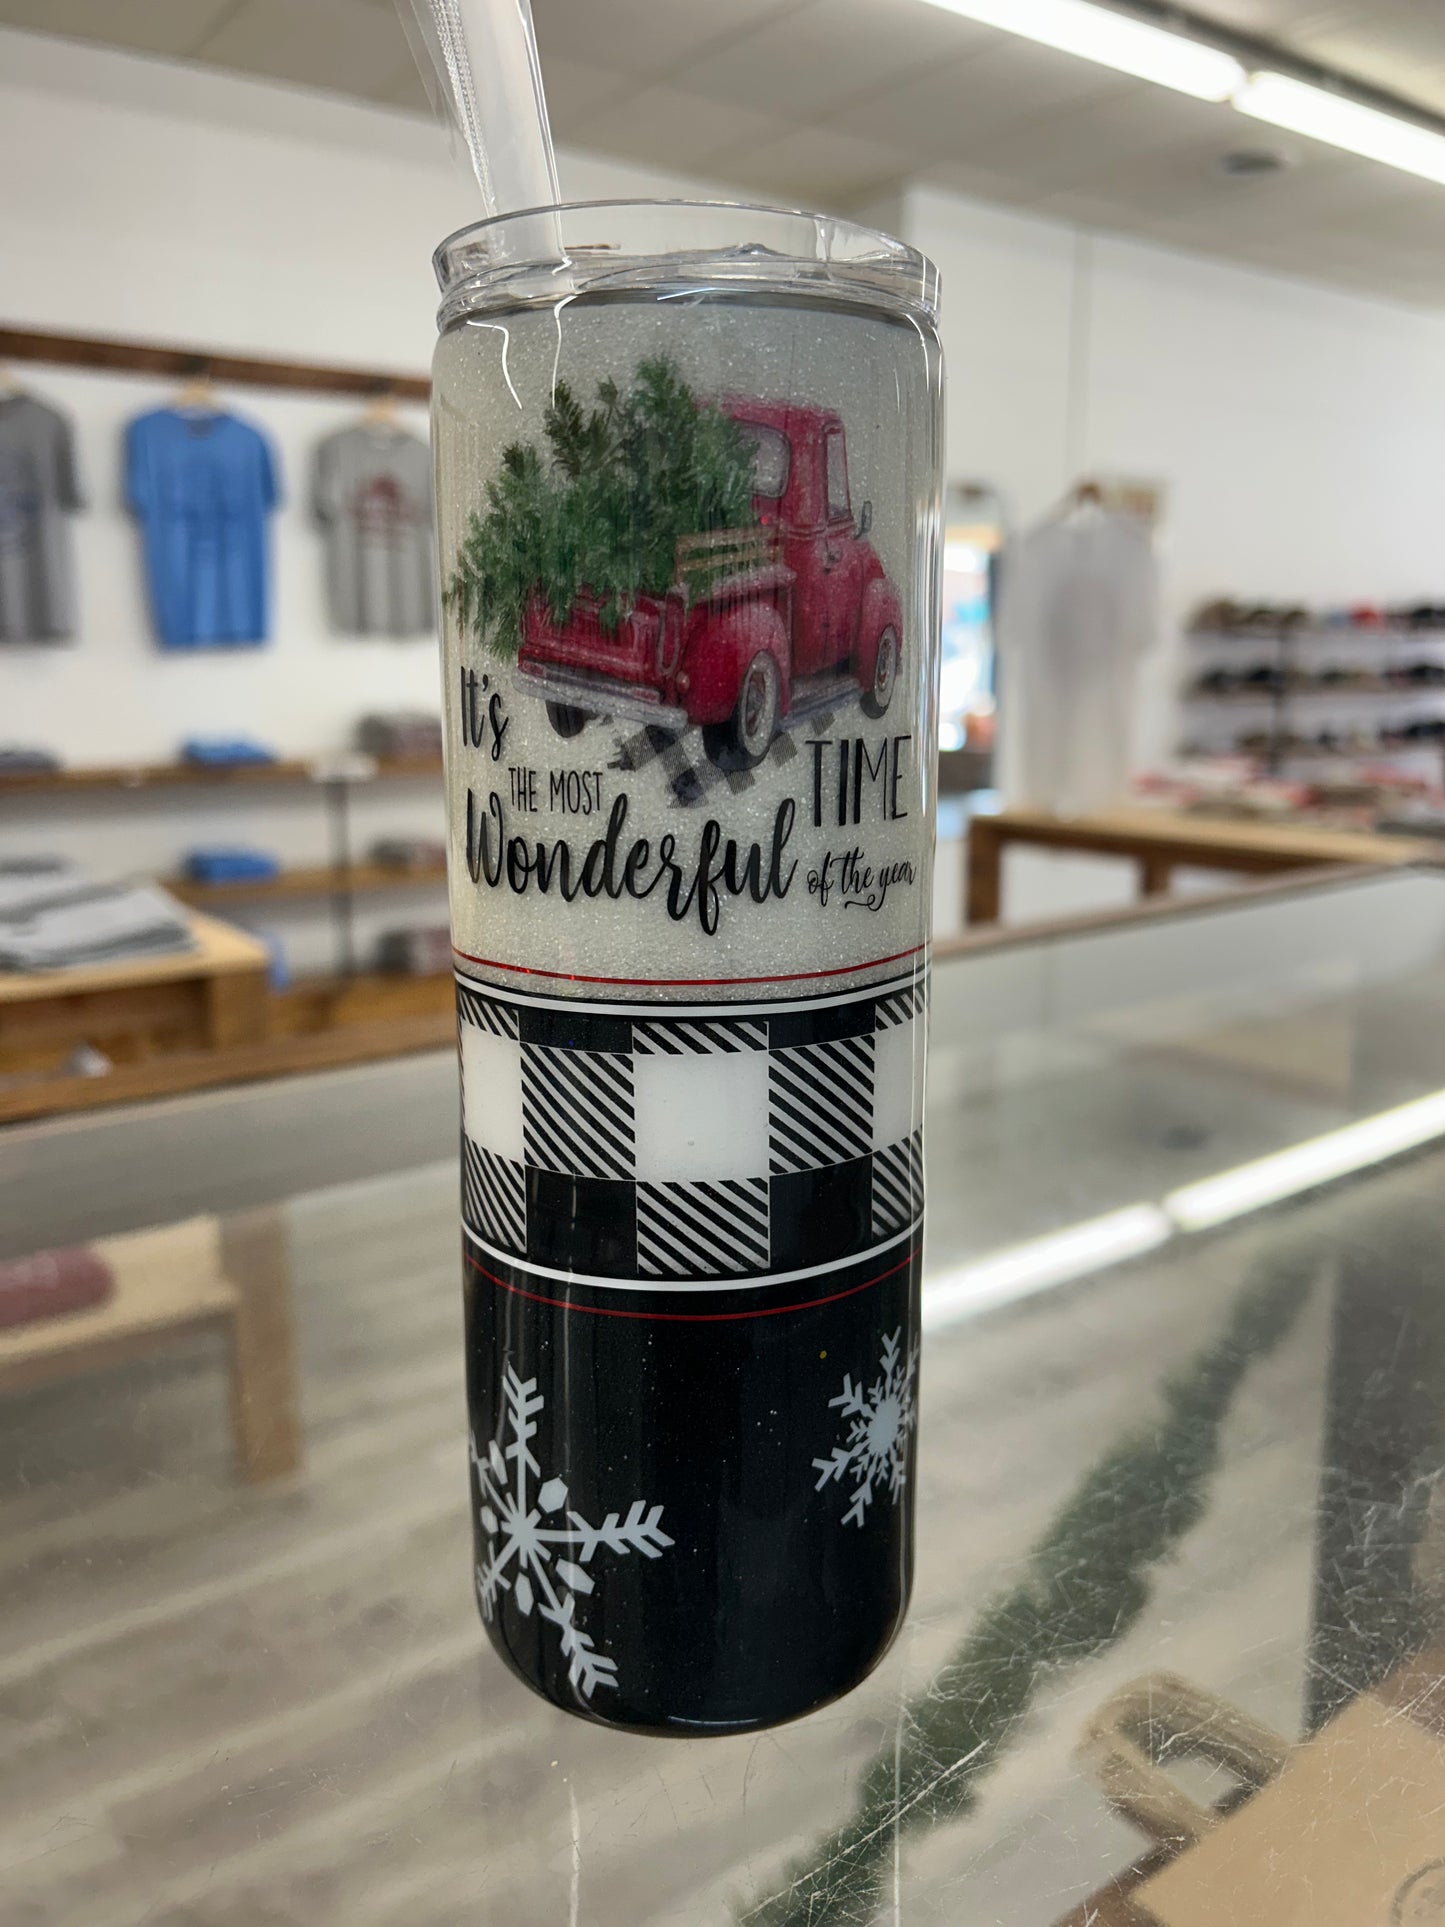 It's
THE MOST
Wonderful
TIME
of the year